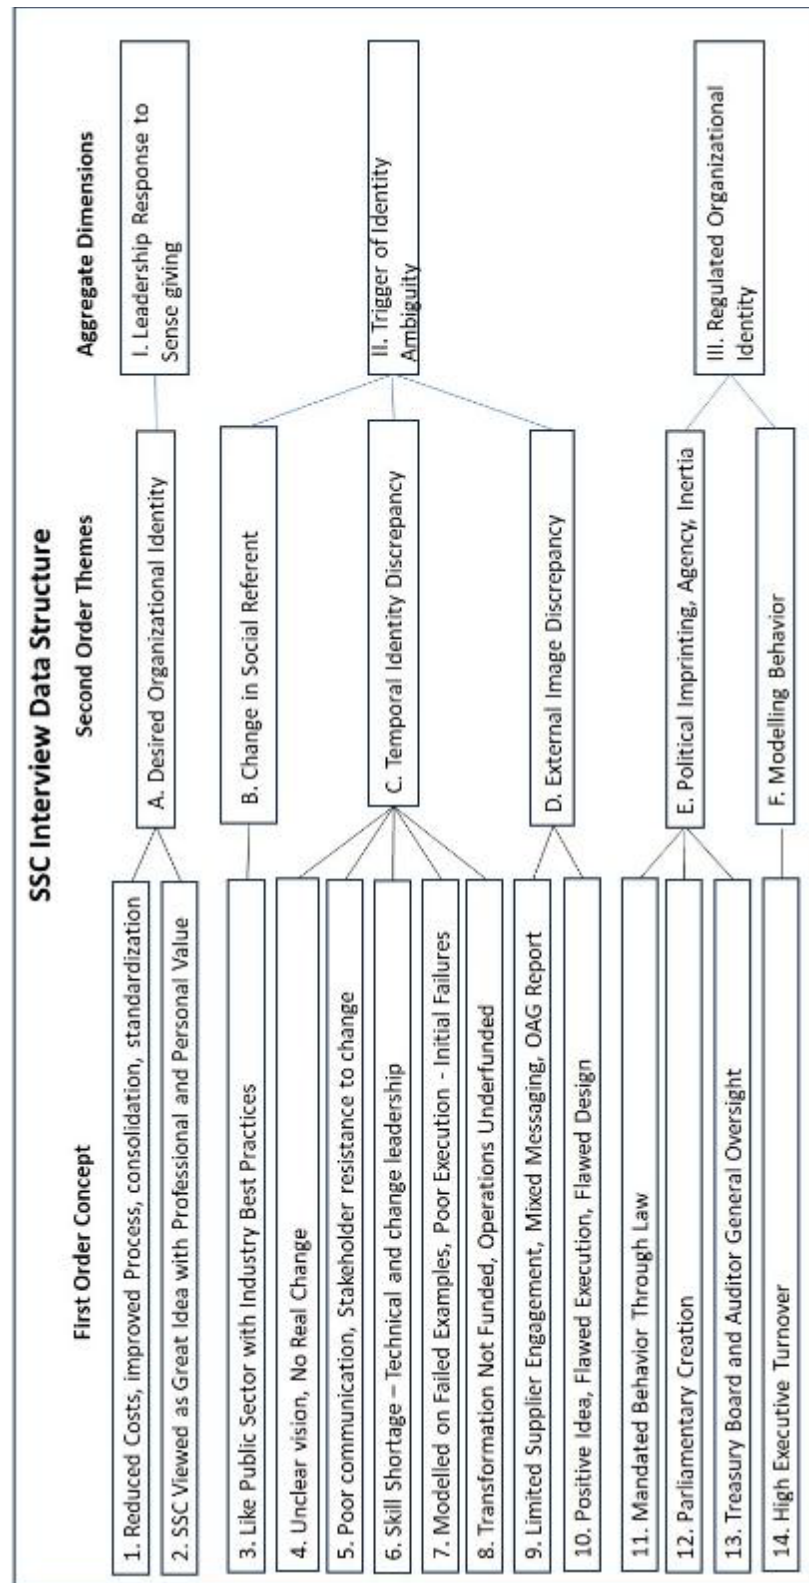 SSC Interview Data Structure
First Order Concept
Second Order Themes
Aggregate Dimensions
1. Reduced Costs, improved Process, consolidation, standardization
2. SSC Viewed as Great Idea with Professional and Personal Value
3. Like Public Sector with Industry Best Practices
4. Unclear vision, No Real Change
5. Poor communication, Stakeholder resistance to change
6. Skill Shortage – Technical and change leadership
7. Modelled on Failed Examples, Poor Execution - Initial Failures
8. Transformation Not Funded, Operations Underfunded
9. Limited Supplier Engagement, Mixed Messaging, OAG Report
10. Positive Idea, Flawed Execution, Flawed Design
11. Mandated Behavior Through Law
12. Parliamentary Creation
13. Treasury Board and Auditor General Oversight
14. High Executive Turnover
A. Desired Organizational Identity
B. Change in Social Referent
C. Temporal Identity Discrepancy
D. External Image Discrepancy
E. Political Imprinting, Agency, Inertia
F. Modelling Behavior
I. Leadership Response to
Sense giving
II. Trigger of Identity
Ambiguity
III. Regulated Organizational
Identity